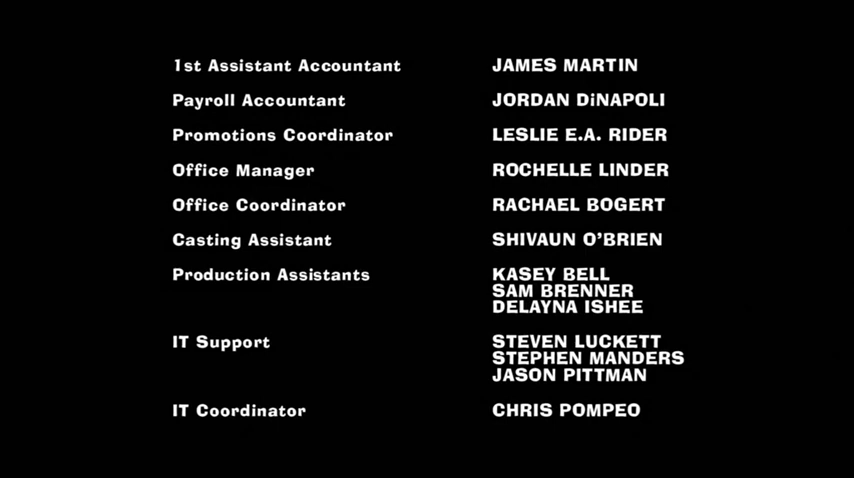 1st Assistant Accountant JAMES MARTIN
Payroll Accountant JORDAN DiNAPOLI
Promotions Coordinator LESLIE E.A. RIDER
Office Manager ROCHELLE LINDER
Office Coordinator RACHAEL BOGERT
Casting Assistant SHIVAUN O'BRIEN
Production Assistants KASEY BELL
SAM BRENNER
DELAYNA ISHEE
IT Support STEVEN LUCKETT
STEPHEN MANDERS
JASON PITTMAN
IT Coordinator CHRIS POMPEO